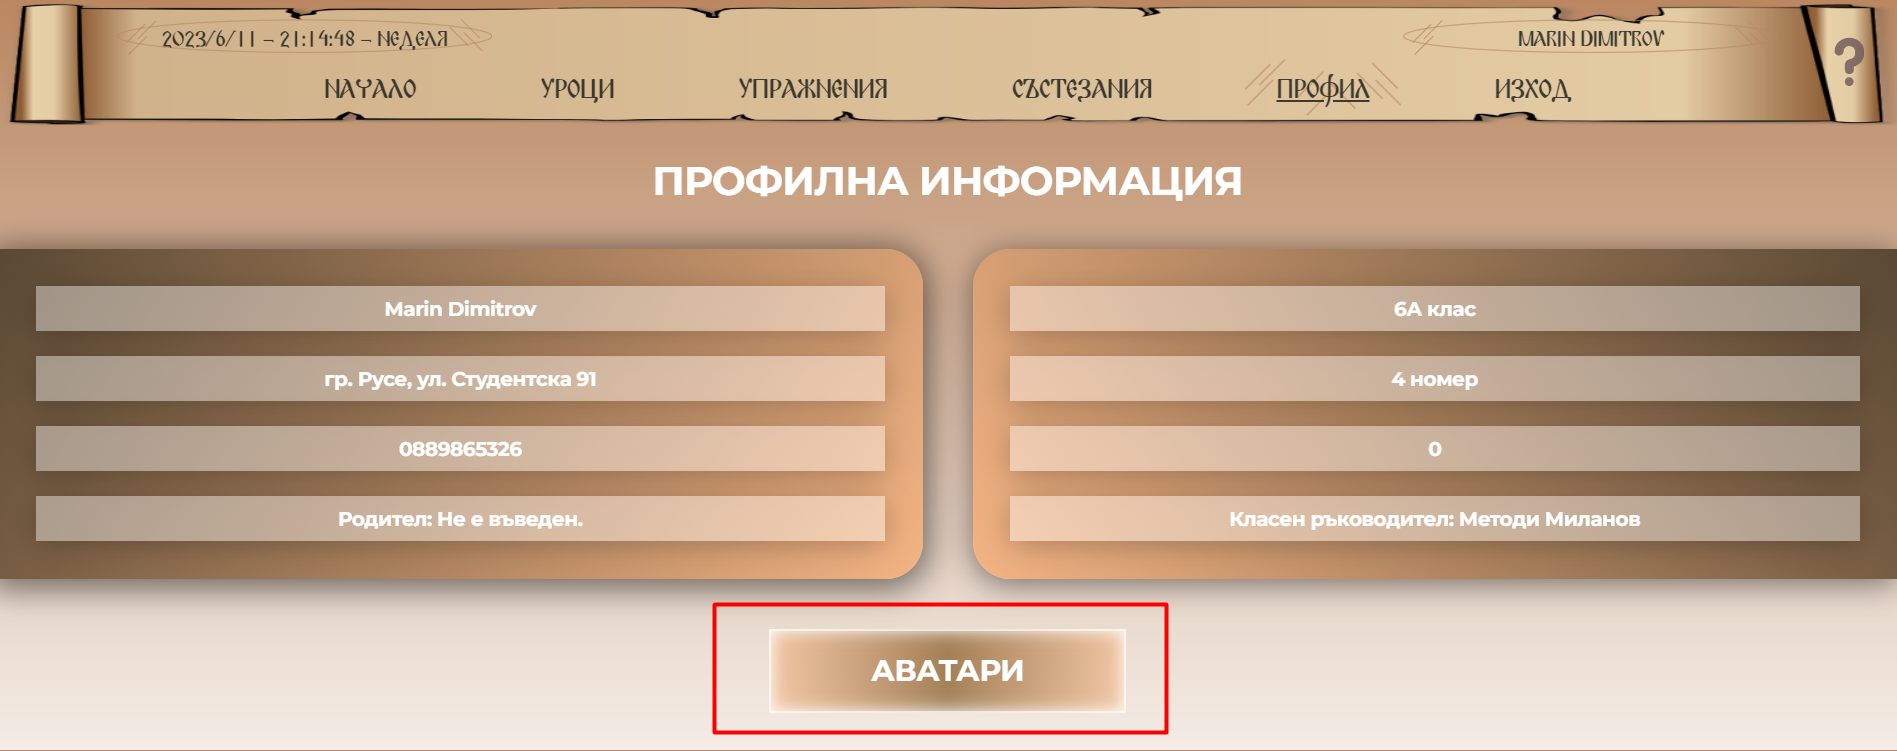 2023/6/11 – 21:14:48 – НЕДЕЛЯ
MARIN DIMITROV
?
НАЧАЛО УРОЦИ УПРАЖНЕНИЯ СЪСТЕЗАНИЯ ПРОФИЛ ИЗХОД
ПРОФИЛНА ИНФОРМАЦИЯ
Marin Dimitrov
гр. Русе, ул. Студентска 91
0889865326
Родител: Не е въведен.
6А клас
4 номер
0
Класен ръководител: Методи Миланов
АВАТАРИ